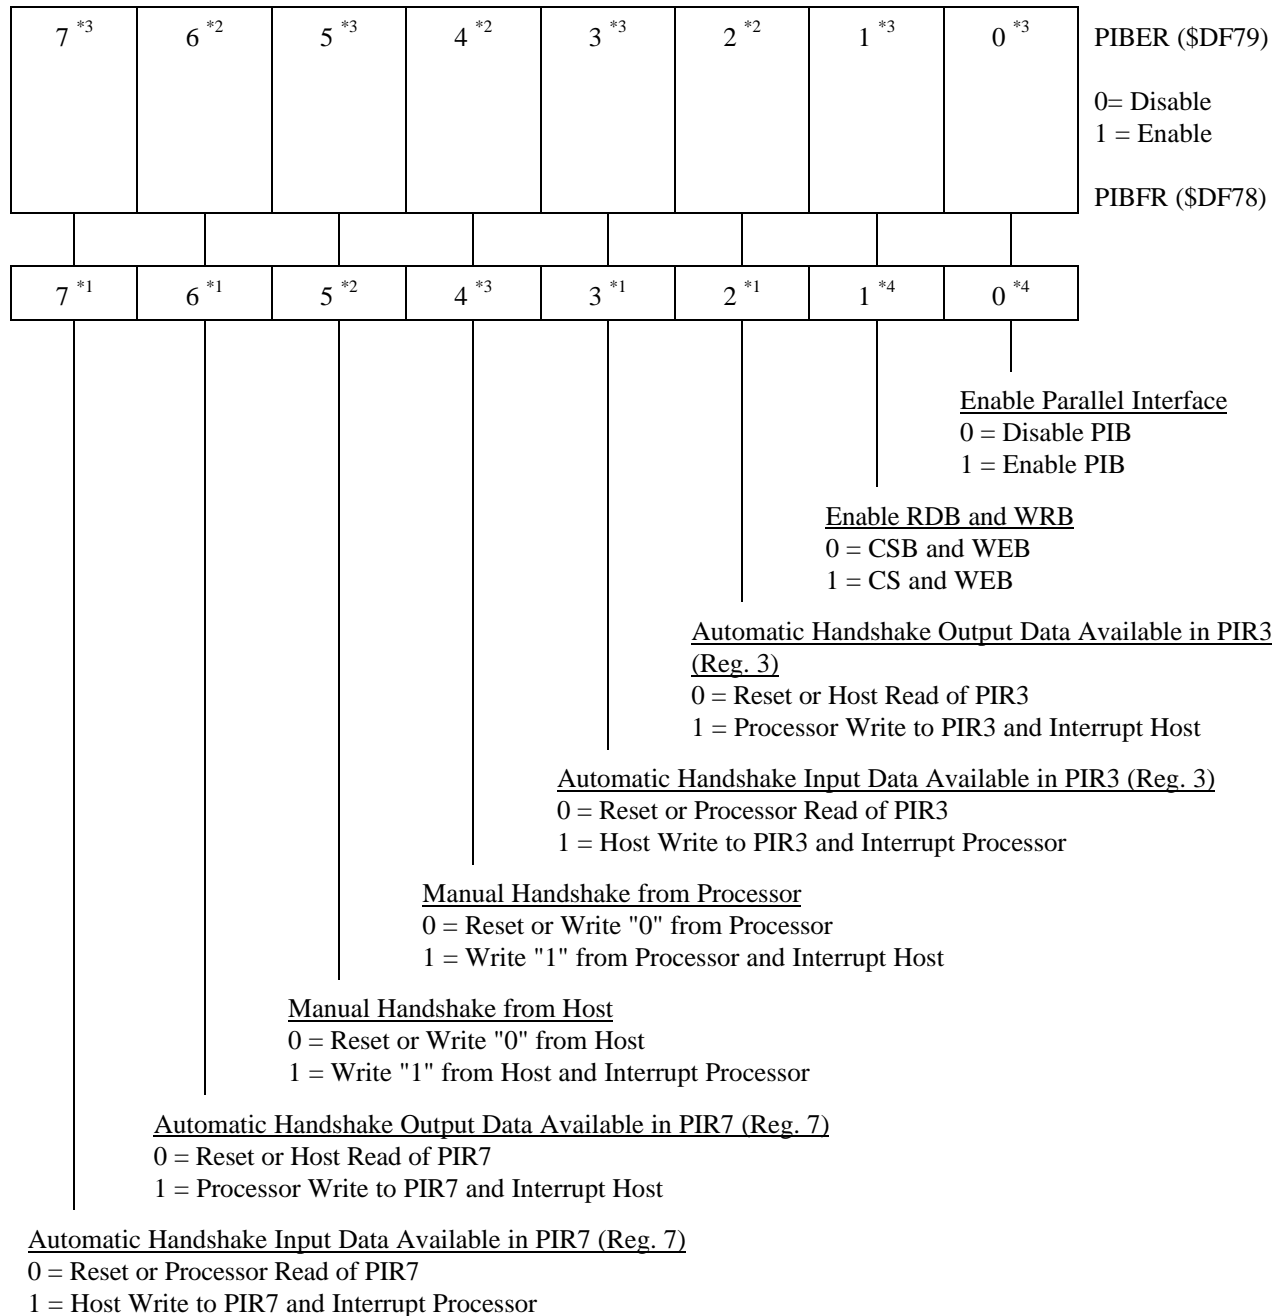 7 *3 6 *2 5 *3 4 *2 3 *3 2 *2 1 *3 0 *3 PIBER ($DF79)
0= Disable
1 = Enable
PIBFR ($DF78)
7 *1 6 *1 5 *2 4 *3 3 *1 2 *1 1 *4 0 *4
Enable Parallel Interface
0 = Disable PIB
1 = Enable PIB
Enable RDB and WRB
0 = CSB and WEB
1 = CS and WEB
Automatic Handshake Output Data Available in PIR3
(Reg. 3)
0 = Reset or Host Read of PIR3
1 = Processor Write to PIR3 and Interrupt Host
Automatic Handshake Input Data Available in PIR3 (Reg. 3)
0 = Reset or Processor Read of PIR3
1 = Host Write to PIR3 and Interrupt Processor
Manual Handshake from Processor
0 = Reset or Write "0" from Processor
1 = Write "1" from Processor and Interrupt Host
Manual Handshake from Host
0 = Reset or Write "0" from Host
1 = Write "1" from Host and Interrupt Processor
Automatic Handshake Output Data Available in PIR7 (Reg. 7)
0 = Reset or Host Read of PIR7
1 = Processor Write to PIR7 and Interrupt Host
Automatic Handshake Input Data Available in PIR7 (Reg. 7)
0 = Reset or Processor Read of PIR7
1 = Host Write to PIR7 and Interrupt Processor